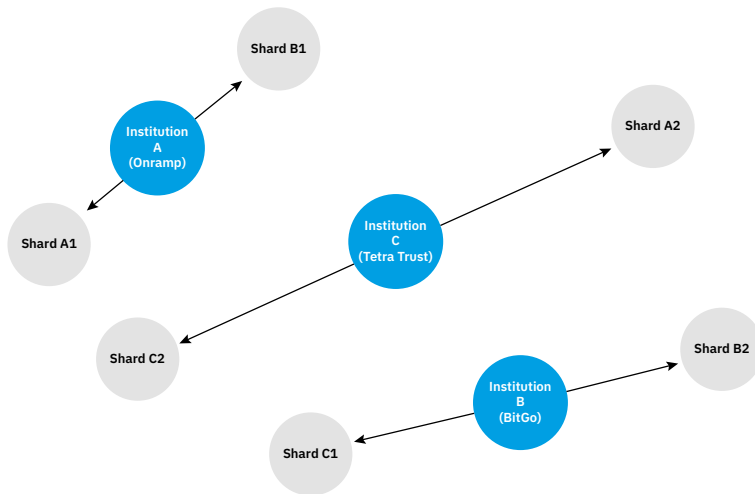 Shard B1
Institution
A
(Onramp)
Shard A2
Shard A1
Institution
C
(Tetra Trust)
Shard C2
Shard B2
Institution
B
(BitGo)
Shard C1